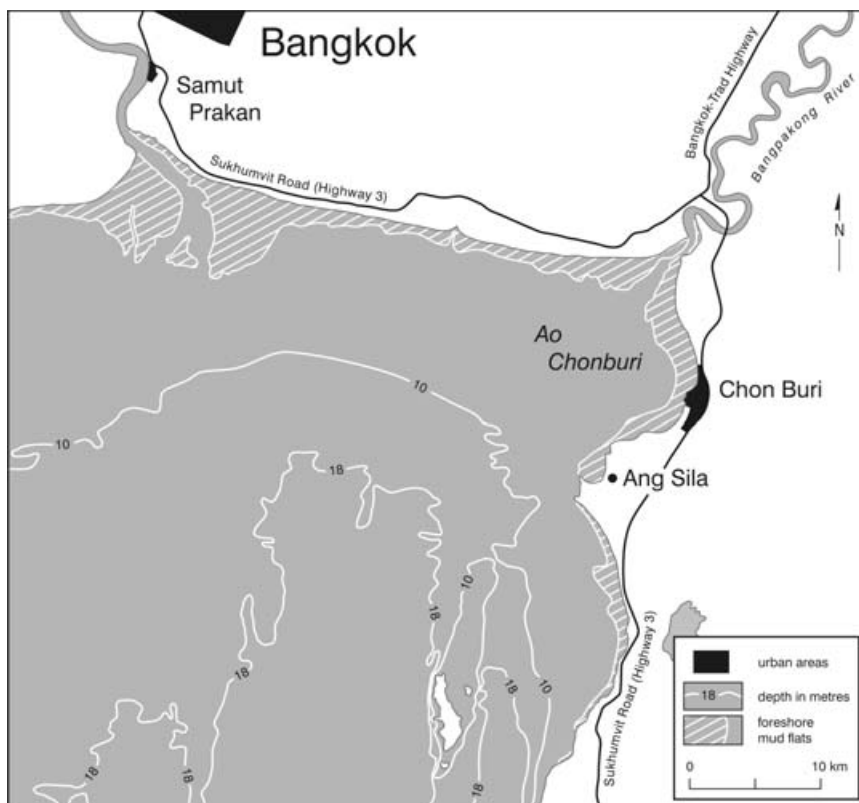 Bangkok
Samut
Prakan
Sukhumvit Road (Highway 3)
Bangkok-Trad Highway
Bangpakong River
N
Ao
Chonburi
10
10
Chon Buri
18
Ang Sila
18
10
18
10
18
18
18
18
Sukhumvit Road (Highway 3)
urban areas
18
depth in metres
foreshore
mud flats
0
10 km